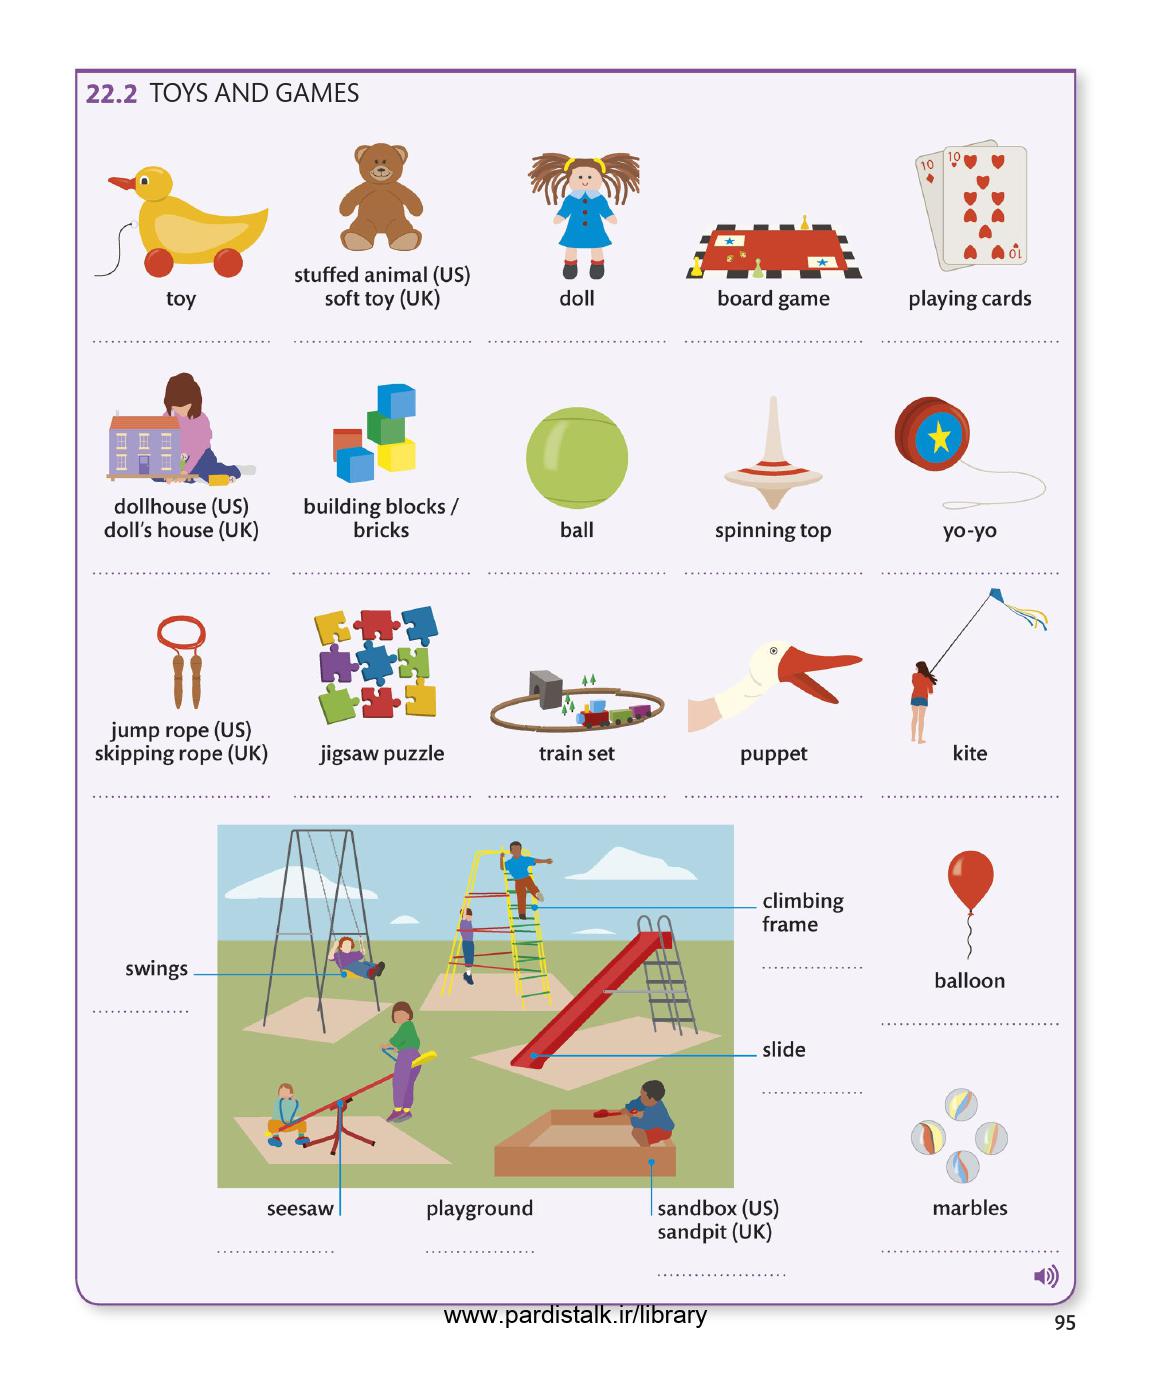 22.2 TOYS AND GAMES
10
10
10
stuffed animal (US)
soft toy (UK)
toy
doll
board game
playing cards
dollhouse (US)
doll's house (UK)
building blocks /
bricks
ball
spinning top
yo-yo
jump rope (US)
skipping rope (UK)
jigsaw puzzle
train set
puppet
kite
climbing
frame
swings
balloon
slide
seesaw
playground
sandbox (US)
sandpit (UK)
marbles
www.pardistalk.ir/library
95